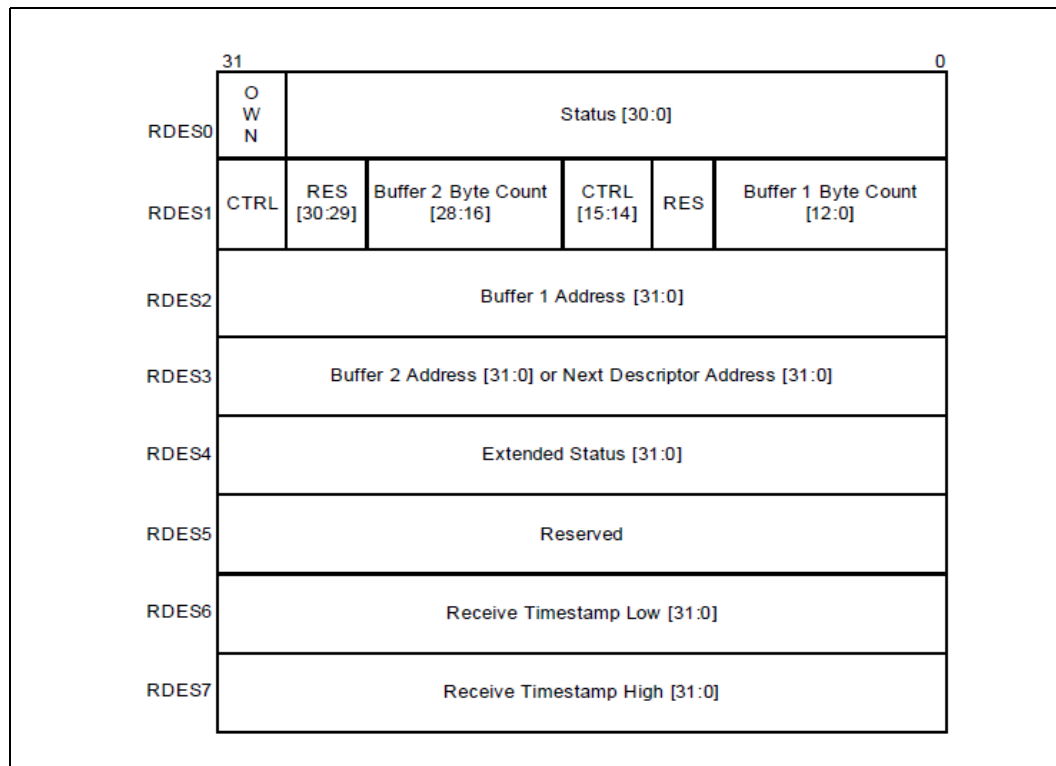 31 0
O
W
N
RDES0
Status [30:0]
RDES1
CTRL
RES
[30:29]
Buffer 2 Byte Count
[28:16]
CTRL
[15:14]
RES
Buffer 1 Byte Count
[12:0]
RDES2
Buffer 1 Address [31:0]
RDES3
Buffer 2 Address [31:0] or Next Descriptor Address [31:0]
RDES4
Extended Status [31:0]
RDES5
Reserved
RDES6
Receive Timestamp Low [31:0]
RDES7
Receive Timestamp High [31:0]